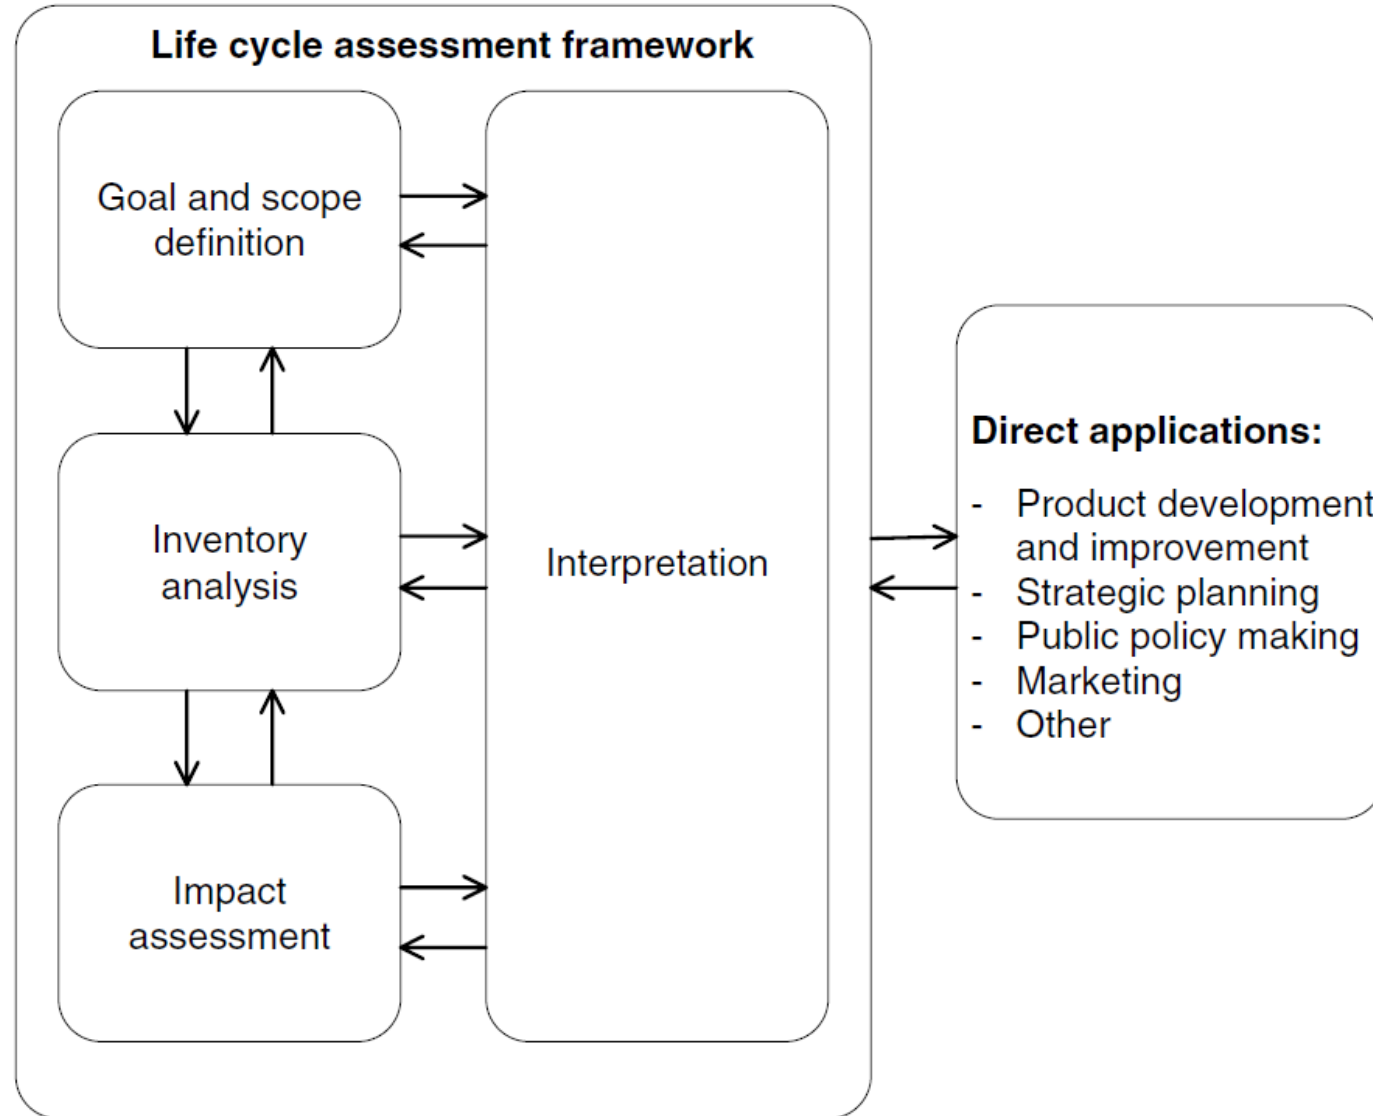 Life cycle assessment framework
Goal and scope
definition
Inventory
analysis
Impact
assessment
Interpretation
Direct applications:
- Product development
and improvement
- Strategic planning
- Public policy making
- Marketing
- Other